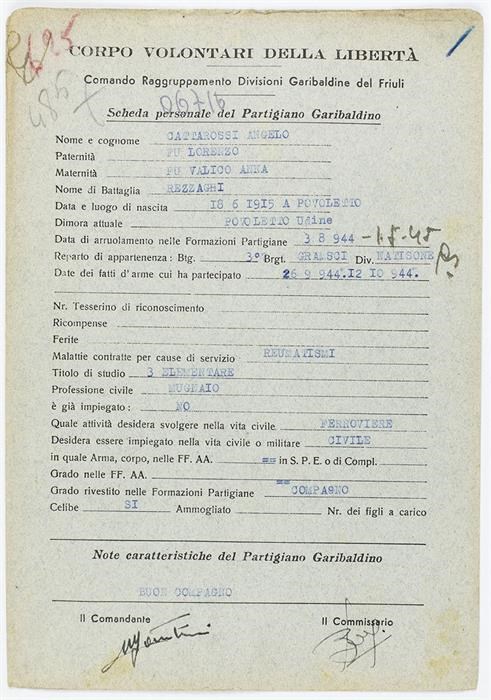 CORPO VOLONTARI DELLA LIBERTÀ
Comando Raggruppamento Divisioni Garibaldine del Friuli
485 06716
Scheda personale del Partigiano Garibaldino
Nome e cognome CATTAROSSI ANGELO
Paternità FU LORENZO
Maternità FU VALICO ANNA
Nome di Battaglia REZZAGHI
Data e luogo di nascita 18 6 1915 A POVOLETTO
Dimora attuale POVOLETTO Udine
Data di arruolamento nelle Formazioni Partigiane 3 8 944 -1-5-45
Reparto di appartenenza: Btg. 3° Brgt. GRAMSCI Div. NATISONE
Date dei fatti d'arme cui ha partecipato 26 9 944.12 10 944.
Nr. Tesserino di riconoscimento
Ricompense
Ferite
Malattie contratte per cause di servizio REUMATISMI
Titolo di studio 3 ELEMENTARE
Professione civile MUGNAIO
è già impiegato: NO
Quale attività desidera svolgere nella vita civile FERROVIERE
Desidera essere impiegato nella vita civile o militare CIVILE
in quale Arma, corpo, nelle FF. AA. == in S. P. E. o di Compl.
Grado nelle FF. AA. ==
Grado rivestito nelle Formazioni Partigiane COMPAGNO
Celibe SI Ammogliato Nr. dei figli a carico
Note caratteristiche del Partigiano Garibaldino
BUON COMPAGNO
Il Comandante Il Commissario